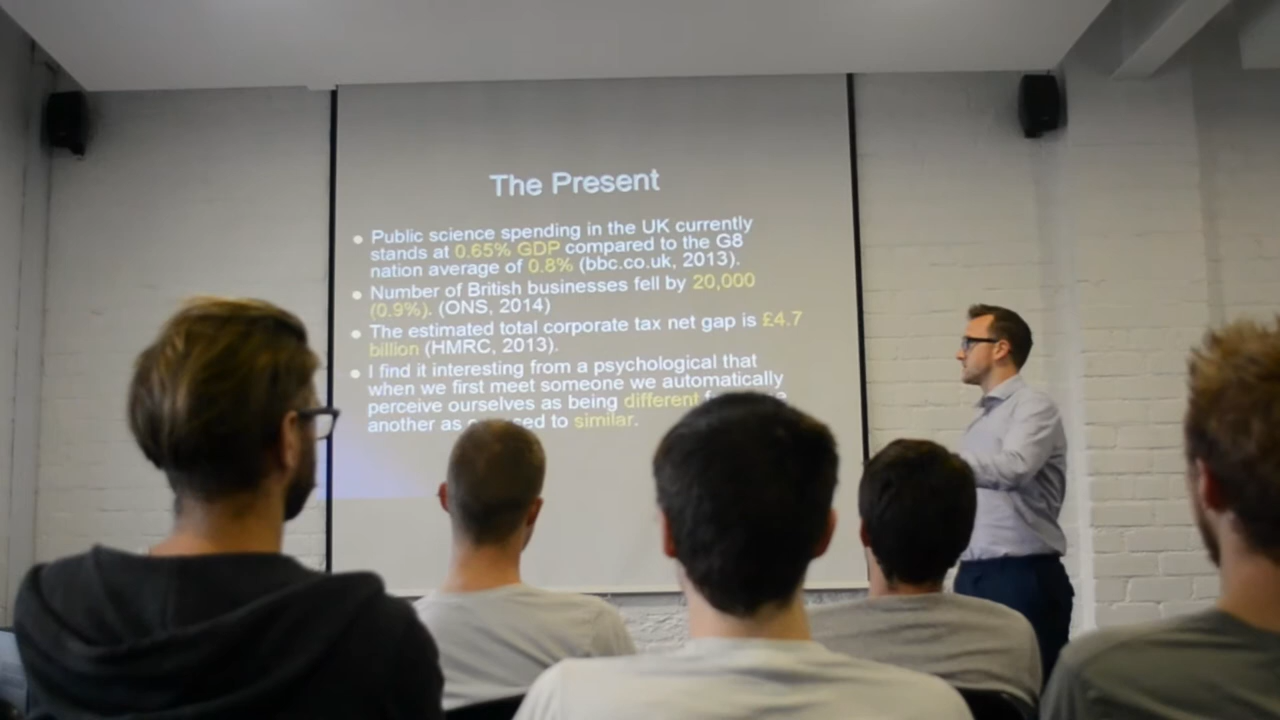 The Present
Public science spending in the UK currently
stands at 0.65% GDP compared to the G8
nation average of 0.8% (bbc.co.uk, 2013).
Number of British businesses fell by 20,000
(0.9%). (ONS, 2014)
The estimated total corporate tax net gap is £4.7
billion (HMRC, 2013).
I find it interesting from a psychological that
when we first meet someone we automatically
perceive ourselves as being different
another as to similar.